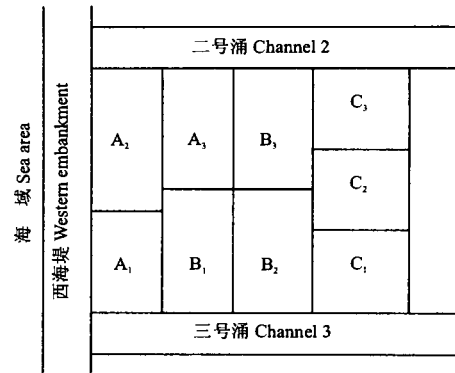 二号涌 Channel 2
海 域 Sea area
西海堤 Western embankment
A₂
A₃
B₃
C₃
C₂
A₁
B₁
B₂
C₁
三号涌 Channel 3